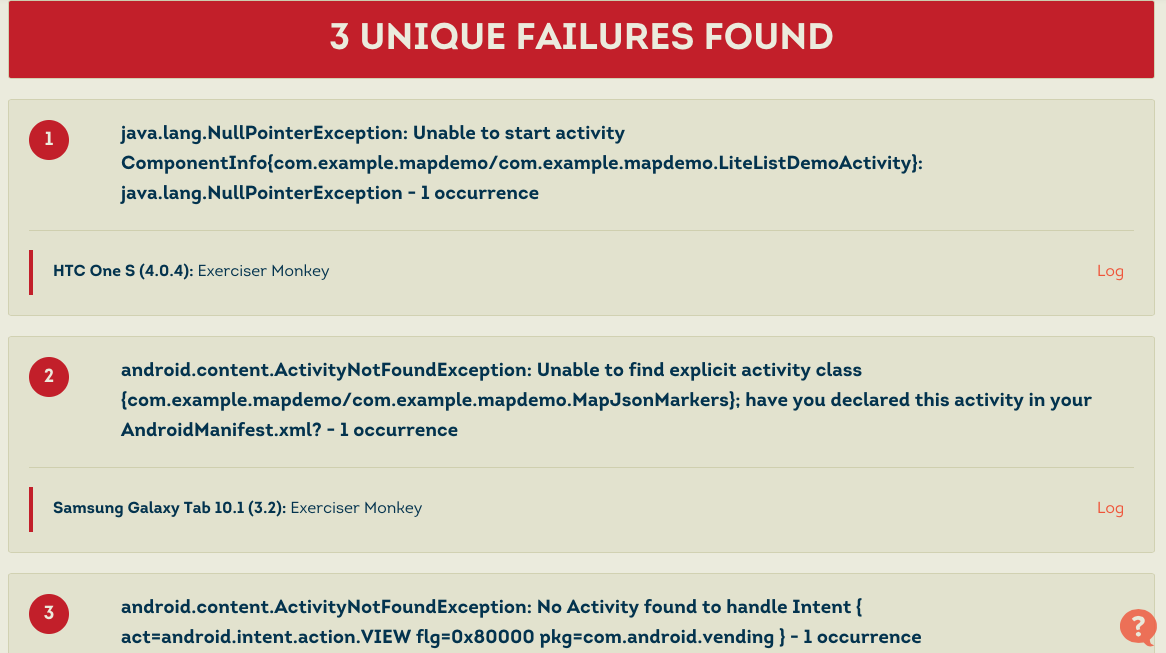 3 UNIQUE FAILURES FOUND
1
java.lang.NullPointerException: Unable to start activity
ComponentInfo{com.example.mapdemo/com.example.mapdemo.LiteListDemoActivity}:
java.lang.NullPointerException - 1 occurrence
HTC One S (4.0.4): Exerciser Monkey
Log
2
android.content.ActivityNotFoundException: Unable to find explicit activity class
{com.example.mapdemo/com.example.mapdemo.MapJsonMarkers}; have you declared this activity in your
AndroidManifest.xml? - 1 occurrence
Samsung Galaxy Tab 10.1 (3.2): Exerciser Monkey
Log
3
android.content.ActivityNotFoundException: No Activity found to handle Intent {
act=android.intent.action.VIEW flg=0x80000 pkg=com.android.vending } - 1 occurrence
?